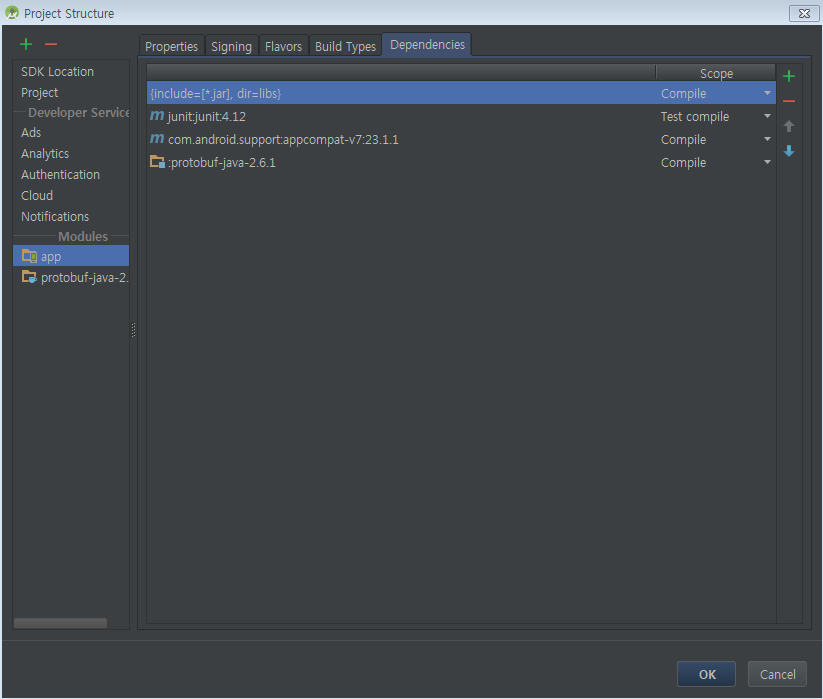 Project Structure
Properties
Signing
Flavors
Build Types
Dependencies
SDK Location
Project
Developer Service
Ads
Analytics
Authentication
Cloud
Notifications
Modules
app
protobuf-java-2.
Scope
{include=[*.jar], dir=libs} Compile
m junit:junit:4.12 Test compile
m com.android.support:appcompat-v7:23.1.1 Compile
:protobuf-java-2.6.1 Compile
OK
Cancel